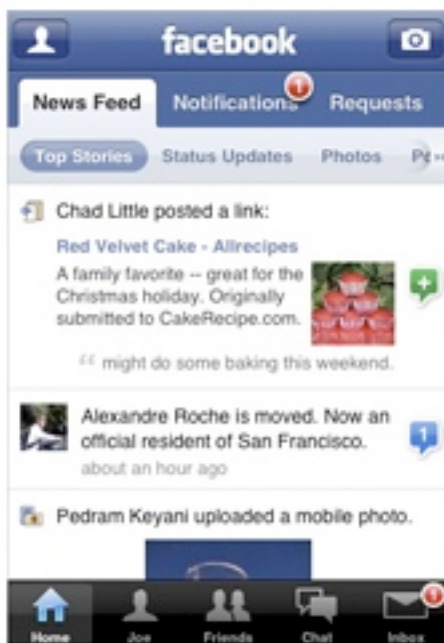 facebook
News Feed Notifications 1 Requests
Top Stories Status Updates Photos
Chad Little posted a link:
Red Velvet Cake - Allrecipes
A family favorite -- great for the
Christmas holiday. Originally
submitted to CakeRecipe.com.
“ might do some baking this weekend.
Alexandre Roche is moved. Now an
official resident of San Francisco.
1
about an hour ago
Pedram Keyani uploaded a mobile photo.
1
Home Joe Friends Chat Inbox